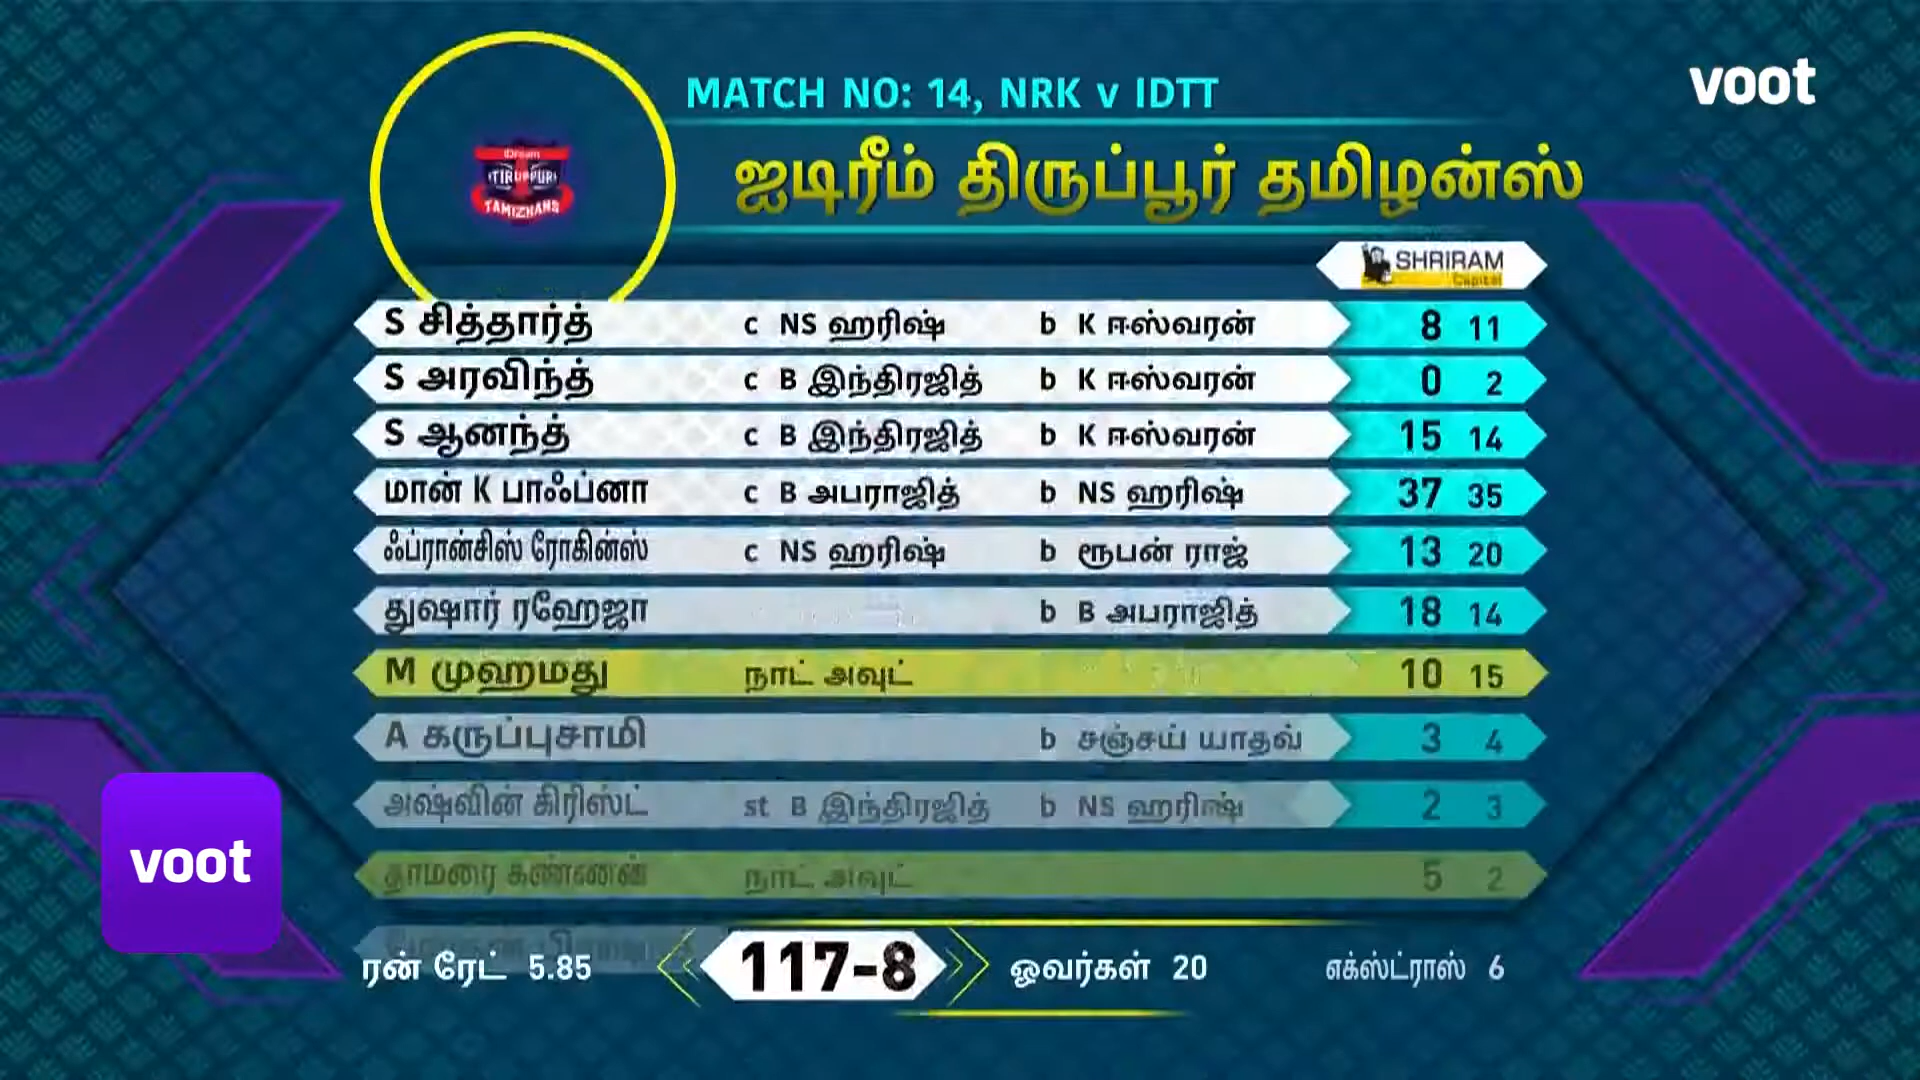 voot
MATCH NO: 14, NRK v IDTT
ஐடிரீம் திருப்பூர் தமிழன்ஸ்
iDream
TIRUPPUR
TAMIZHANS
SHRIRAM
Capital
S சித்தார்த் c NS ஹரிஷ் b K ஈஸ்வரன் 8 11
S அரவிந்த் c B இந்திரஜித் b K ஈஸ்வரன் 0 2
S ஆனந்த் c B இந்திரஜித் b K ஈஸ்வரன் 15 14
மான் K பாஃப்னா c B அபராஜித் b NS ஹரிஷ் 37 35
ஃப்ரான்சிஸ் ரோகின்ஸ் c NS ஹரிஷ் b ரூபன் ராஜ் 13 20
துஷார் ரஹேஜா b B அபராஜித் 18 14
M முஹமது நாட் அவுட் 10 15
A கருப்புசாமி b சஞ்சய் யாதவ் 3 4
அஷ்வின் கிரிஸ்ட் st B இந்திரஜித் b NS ஹரிஷ் 2 3
தாமரை கண்ணன் நாட் அவுட் 5 2
ரன் ரேட் 5.85 117-8 ஓவர்கள் 20 எக்ஸ்ட்ராஸ் 6
voot